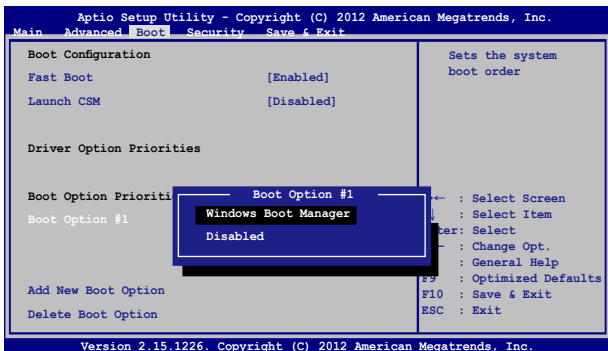 Aptio Setup Utility - Copyright (C) 2012 American Megatrends, Inc.
Main Advanced Boot Security Save & Exit
Boot Configuration
Fast Boot [Enabled]
Launch CSM [Disabled]
Driver Option Priorities
Boot Option Prioriti
Boot Option #1
Add New Boot Option
Delete Boot Option
Boot Option #1
Windows Boot Manager
Disabled
Sets the system
boot order
→← : Select Screen
: Select Item
ter: Select
: Change Opt.
: General Help
F9 : Optimized Defaults
F10 : Save & Exit
ESC : Exit
Version 2.15.1226. Copyright (C) 2012 American Megatrends, Inc.